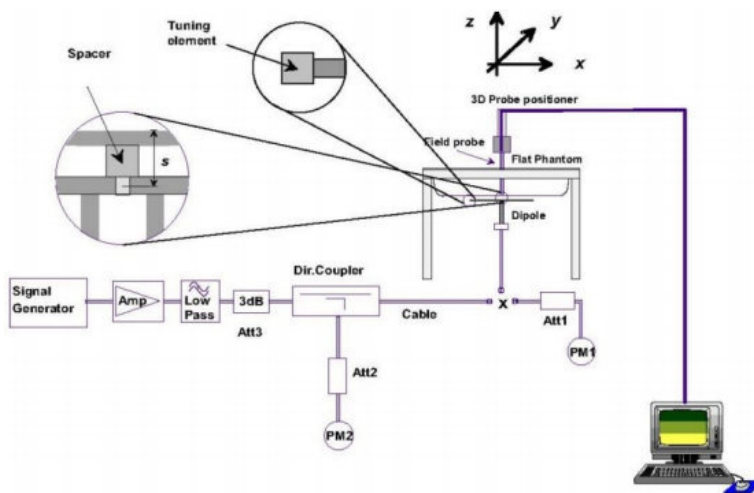 Tuning
element
Spacer
z
y
x
s
3D Probe positioner
Field probe
Flat Phantom
Dipole
Dir.Coupler
Signal
Generator
Amp
Low
Pass
3dB
Att3
Cable
x
Att1
PM1
Att2
PM2